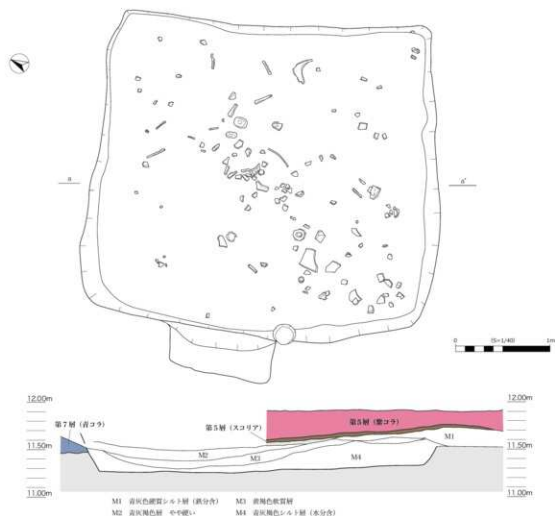 a
a'
0 (S=1/40) 1m
12.00m
12.00m
第7層（青コラ）
第5層（スコリア）
第5層（紫コラ）
M1
11.50m
11.50m
M2
M3
M4
11.00m
11.00m
M1 青灰色硬質シルト層（鉄分含）
M3 黄褐色軟質層
M2 青灰褐色層 やや硬い
M4 青灰褐色シルト層（水分含）